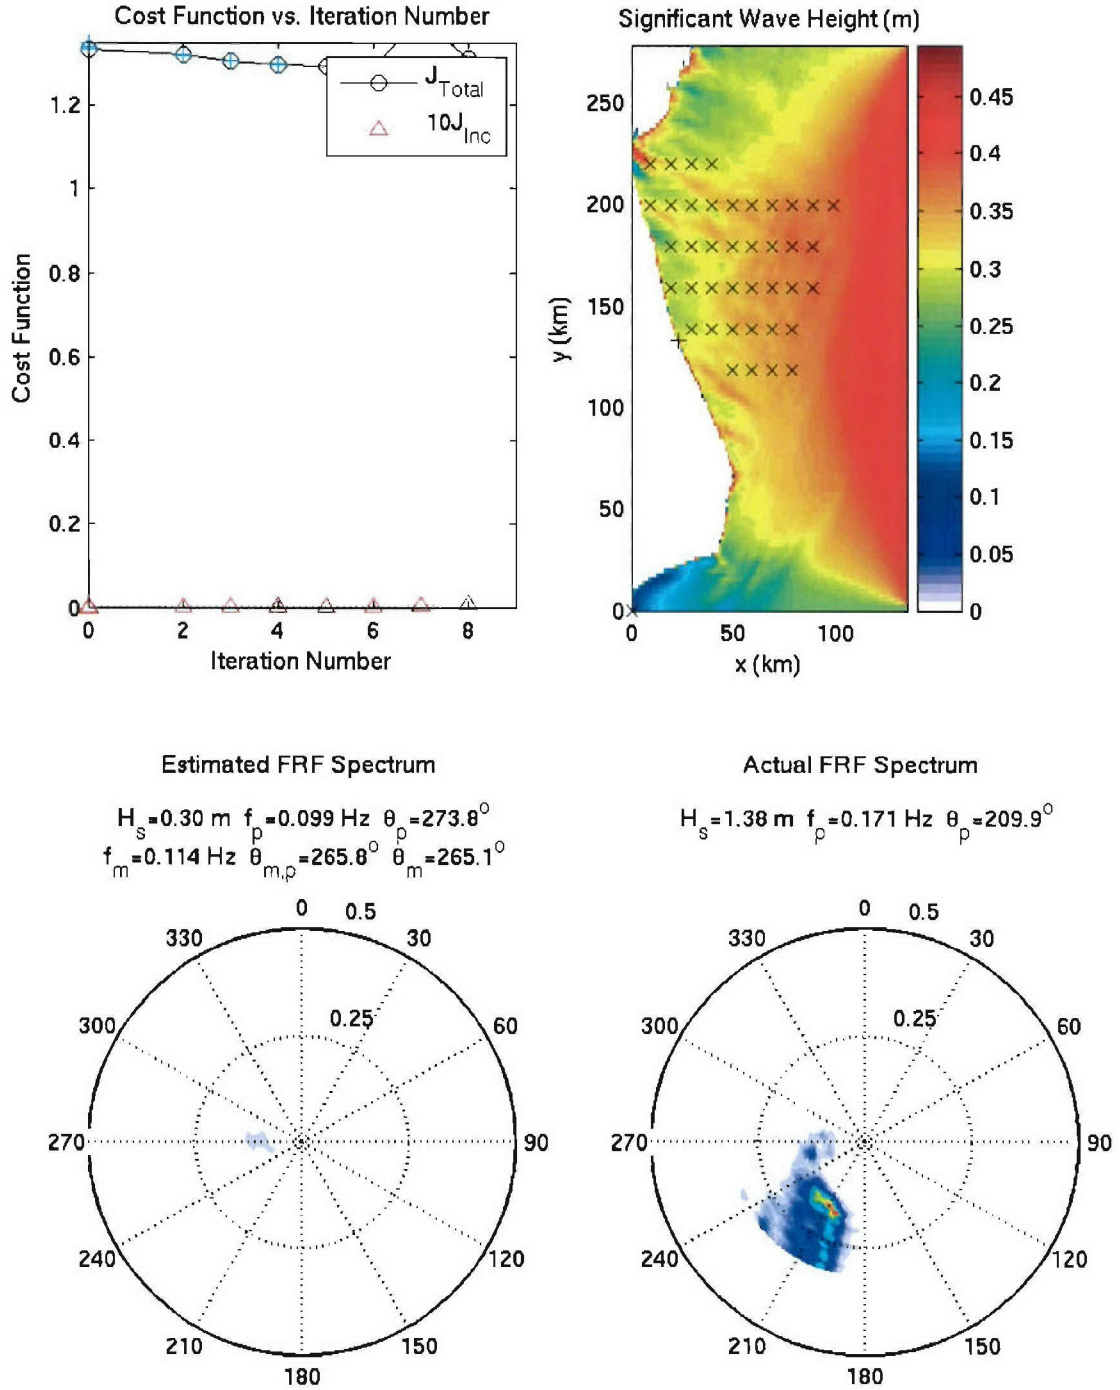 Cost Function vs. Iteration Number
1.2
1
0.8
0.6
0.4
0.2
0
0 2 4 6 8
Cost Function
Iteration Number
J_Total
10J_Inc
Significant Wave Height (m)
250
200
150
100
50
0
0 50 100
y (km)
x (km)
0.45
0.4
0.35
0.3
0.25
0.2
0.15
0.1
0.05
0
Estimated FRF Spectrum
H_s=0.30 m f_p=0.099 Hz θ_p=273.8°
f_m=0.114 Hz θ_m,p=265.8° θ_m=265.1°
0 0.5
330 30
0.25
300 60
270 90
240 120
210 150
180
Actual FRF Spectrum
H_s=1.38 m f_p=0.171 Hz θ_p=209.9°
0 0.5
330 30
0.25
300 60
270 90
240 120
210 150
180